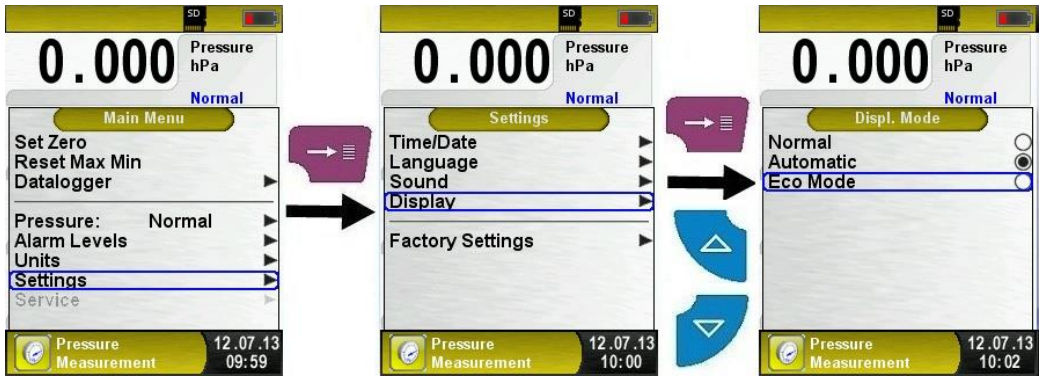 SD
0.000
Pressure
hPa
Normal
Main Menu
Set Zero
Reset Max Min
Datalogger
Pressure: Normal
Alarm Levels
Units
Settings
Service
Pressure
Measurement
12.07.13
09:59
SD
0.000
Pressure
hPa
Normal
Settings
Time/Date
Language
Sound
Display
Factory Settings
Pressure
Measurement
12.07.13
10:00
SD
0.000
Pressure
hPa
Normal
Displ. Mode
Normal
Automatic
Eco Mode
Pressure
Measurement
12.07.13
10:02